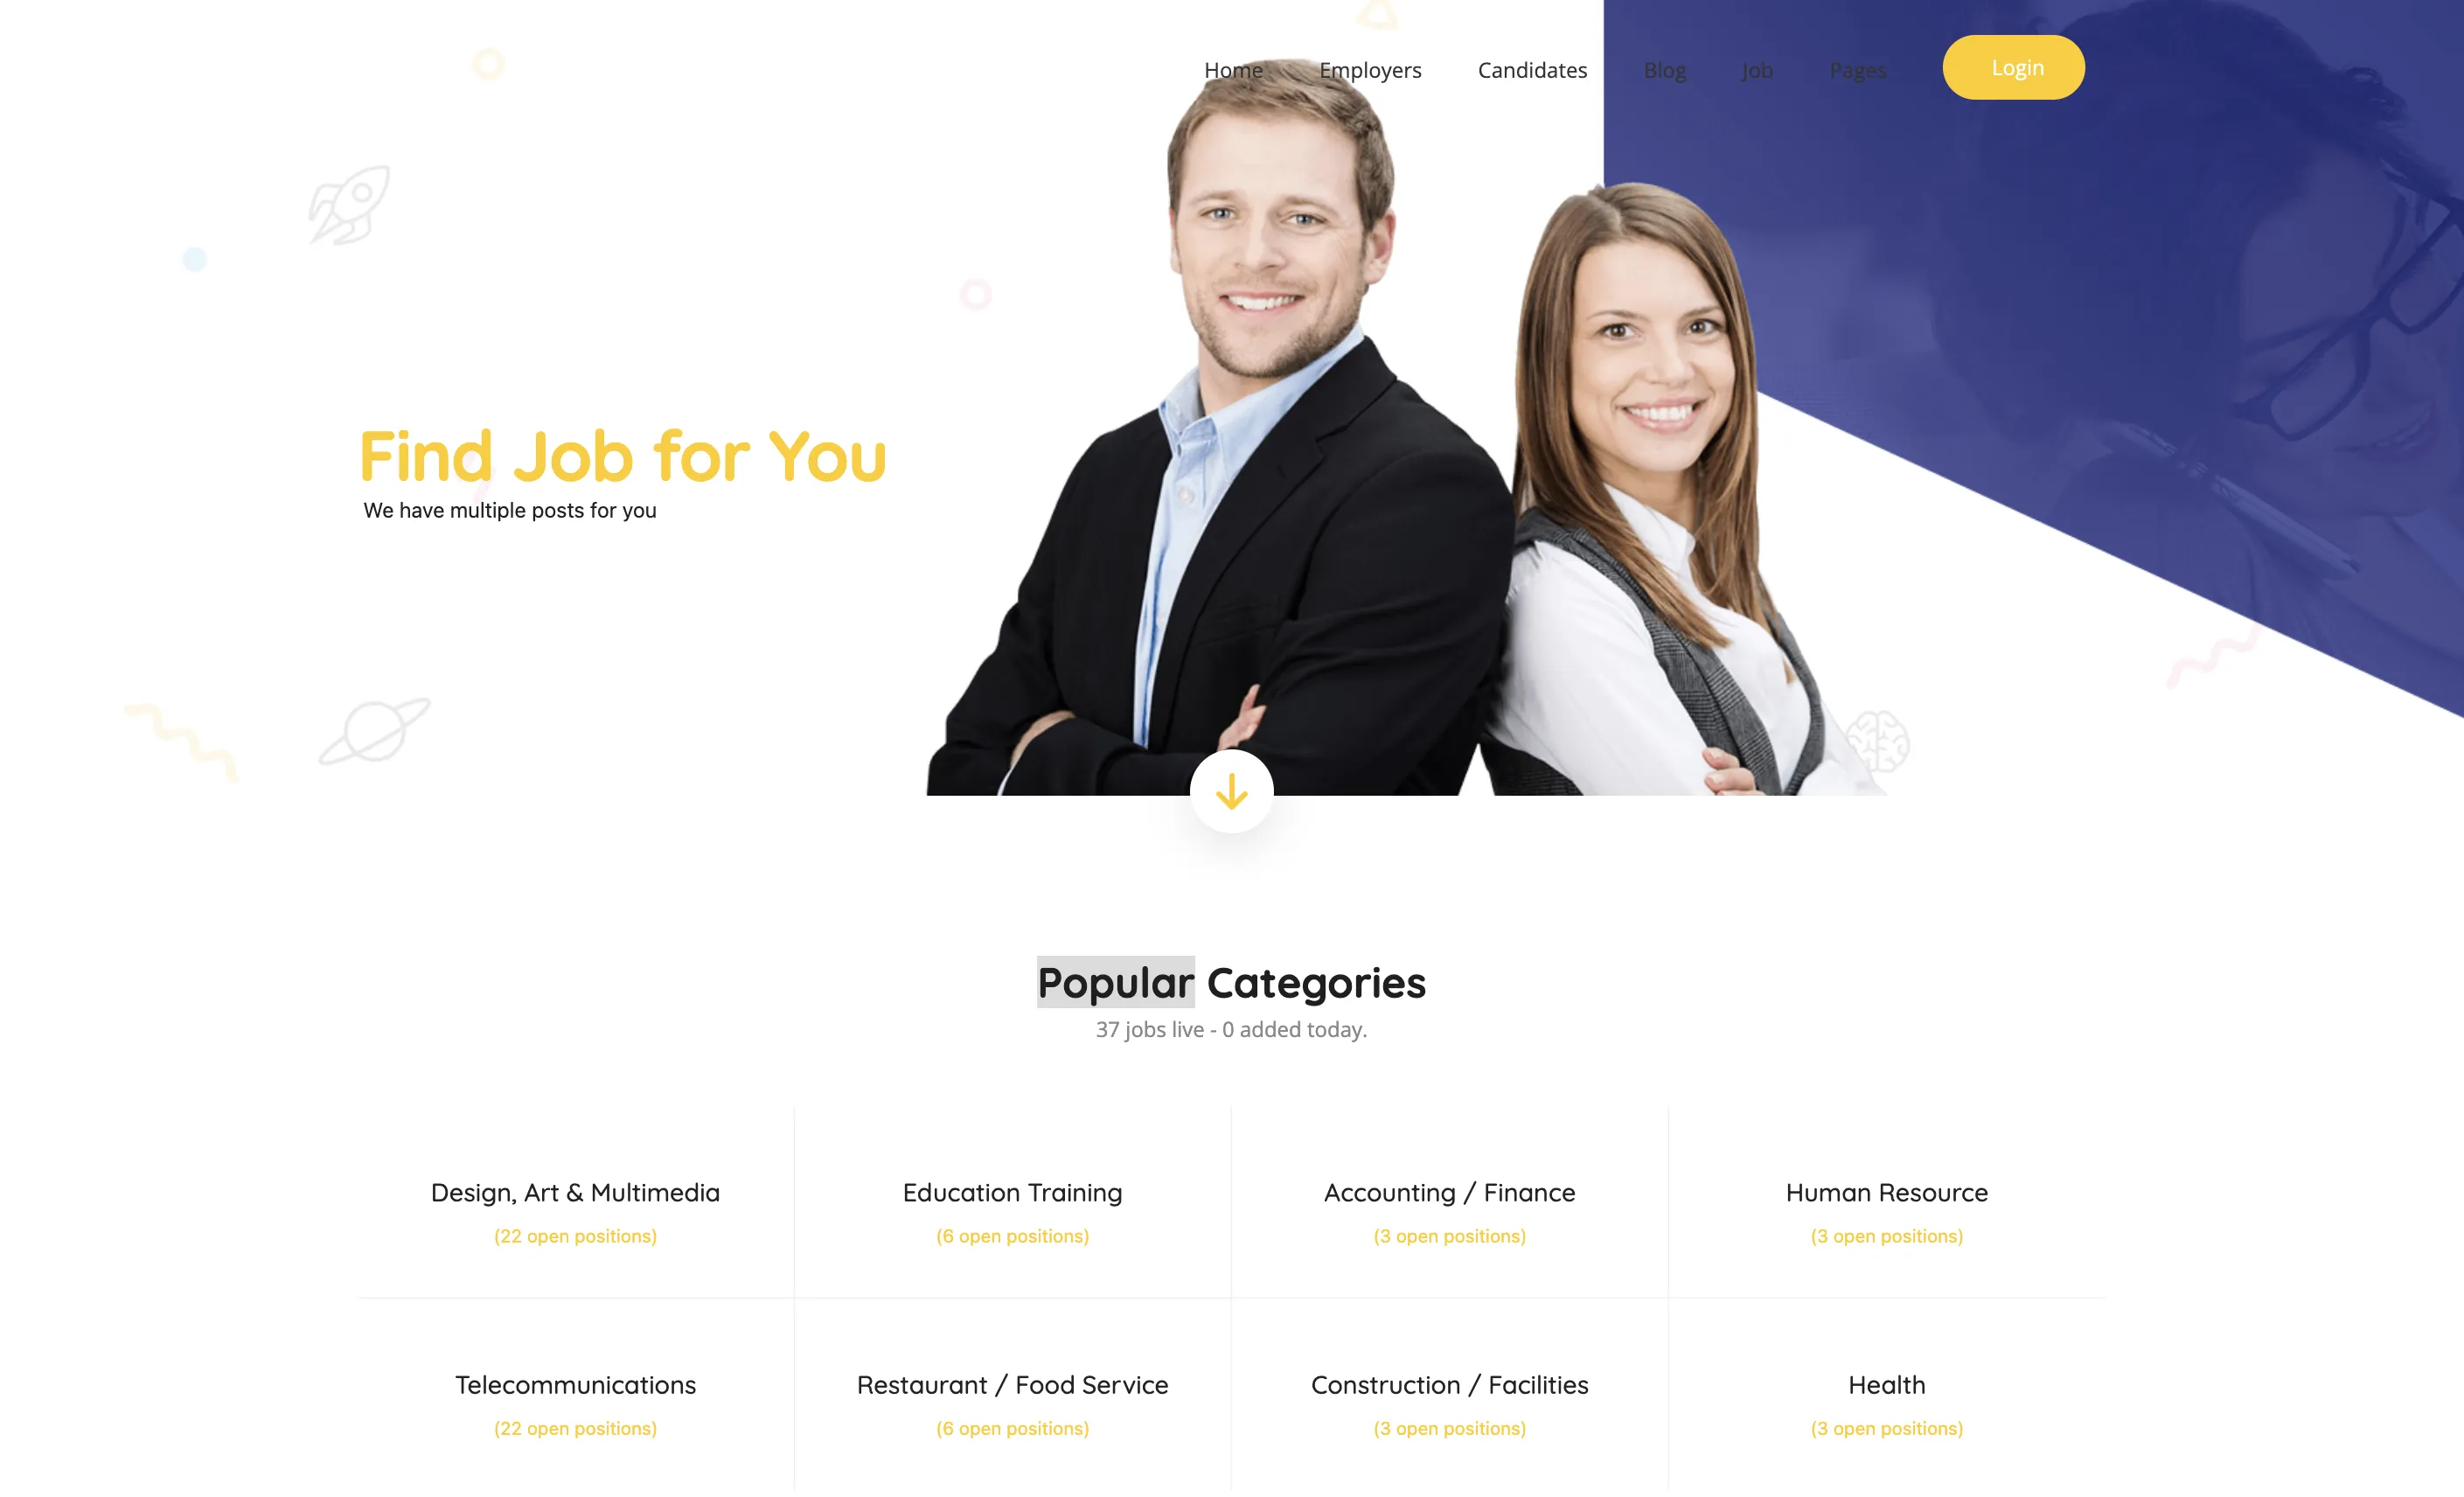 Home Employers Candidates Blog Job Pages Login
Find Job for You
We have multiple posts for you
Popular Categories
37 jobs live - 0 added today.
Design, Art & Multimedia
(22 open positions)
Education Training
(6 open positions)
Accounting / Finance
(3 open positions)
Human Resource
(3 open positions)
Telecommunications
(22 open positions)
Restaurant / Food Service
(6 open positions)
Construction / Facilities
(3 open positions)
Health
(3 open positions)